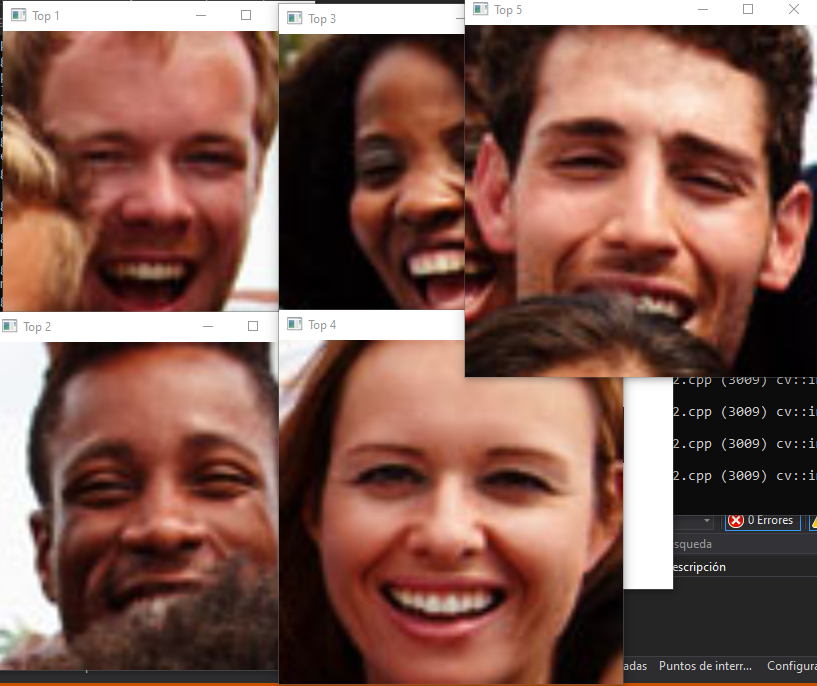 Top 1
Top 3
Top 5
Top 2
Top 4
2.cpp (3009) cv::i
2.cpp (3009) cv::i
2.cpp (3009) cv::i
2.cpp (3009) cv::i
0 Errores
squeda
escripción
adas Puntos de interr... Configura